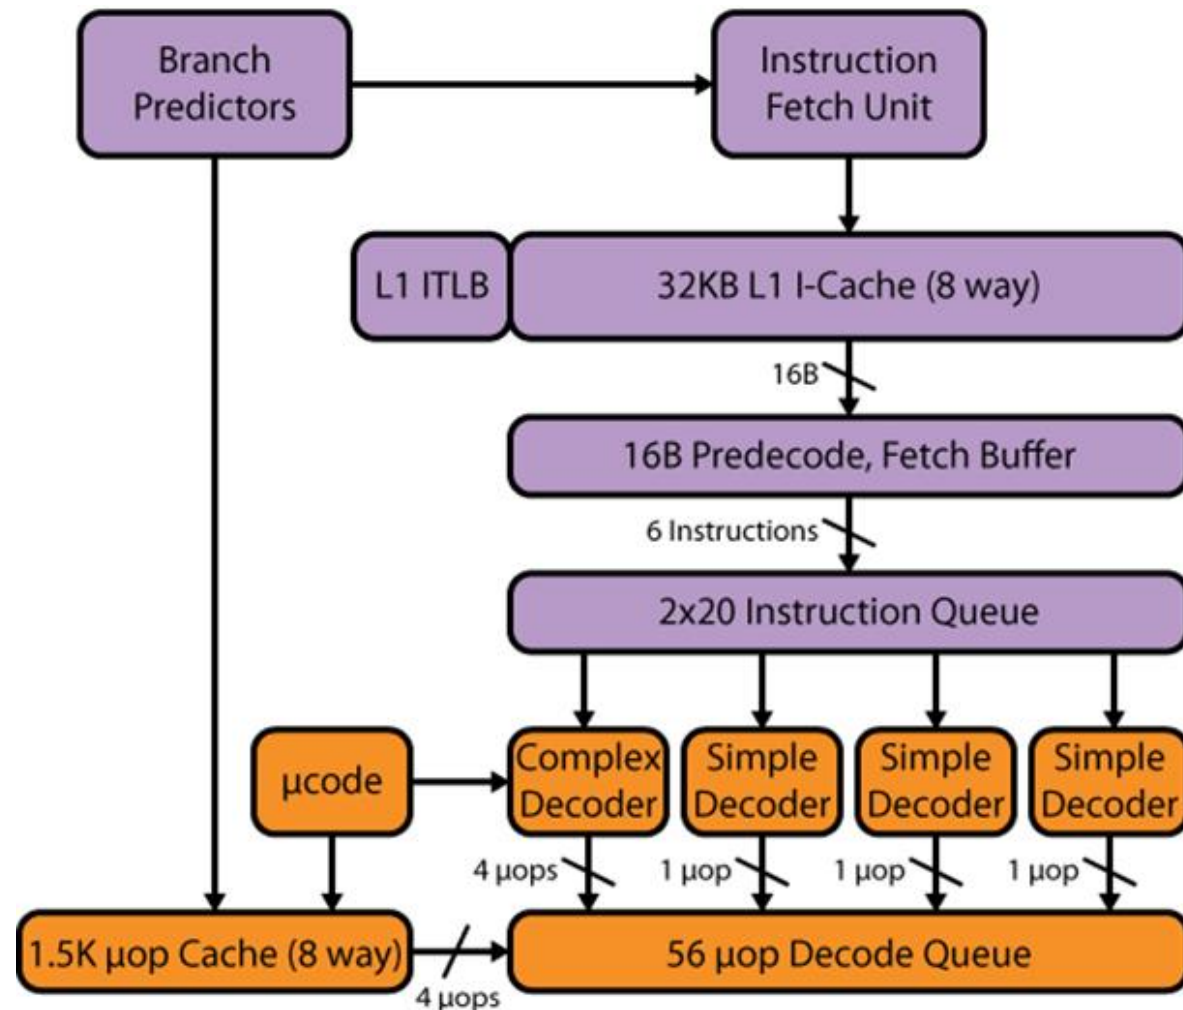 Branch
Predictors
Instruction
Fetch Unit
L1 ITLB
32KB L1 I-Cache (8 way)
16B
16B Predecode, Fetch Buffer
6 Instructions
2x20 Instruction Queue
μcode
Complex
Decoder
Simple
Decoder
Simple
Decoder
Simple
Decoder
4 μops
1 μop
1 μop
1 μop
1.5K μop Cache (8 way)
4 μops
56 μop Decode Queue